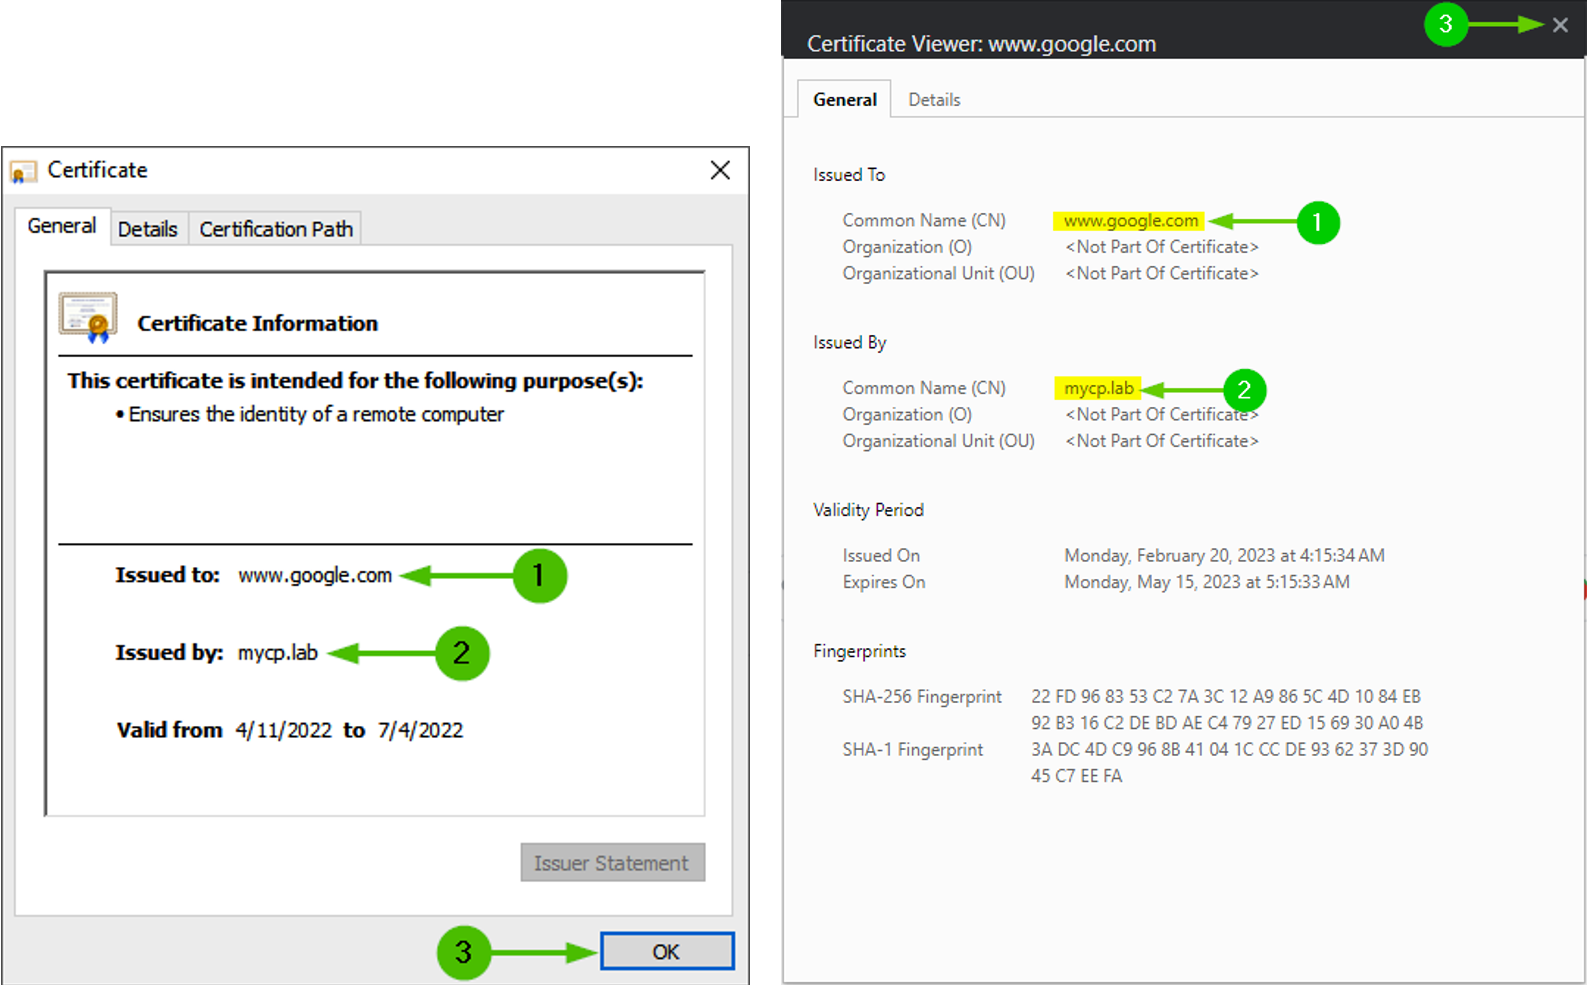 Certificate
General Details Certification Path
Certificate Information
This certificate is intended for the following purpose(s):
• Ensures the identity of a remote computer
Issued to: www.google.com 1
Issued by: mycp.lab 2
Valid from 4/11/2022 to 7/4/2022
Issuer Statement
3 OK
3
Certificate Viewer: www.google.com
General Details
Issued To
Common Name (CN) www.google.com 1
Organization (O) <Not Part Of Certificate>
Organizational Unit (OU) <Not Part Of Certificate>
Issued By
Common Name (CN) mycp.lab 2
Organization (O) <Not Part Of Certificate>
Organizational Unit (OU) <Not Part Of Certificate>
Validity Period
Issued On Monday, February 20, 2023 at 4:15:34 AM
Expires On Monday, May 15, 2023 at 5:15:33 AM
Fingerprints
SHA-256 Fingerprint 22 FD 96 83 53 C2 7A 3C 12 A9 86 5C 4D 10 84 EB
92 B3 16 C2 DE BD AE C4 79 27 ED 15 69 30 A0 4B
SHA-1 Fingerprint 3A DC 4D C9 96 8B 41 04 1C CC DE 93 62 37 3D 90
45 C7 EE FA